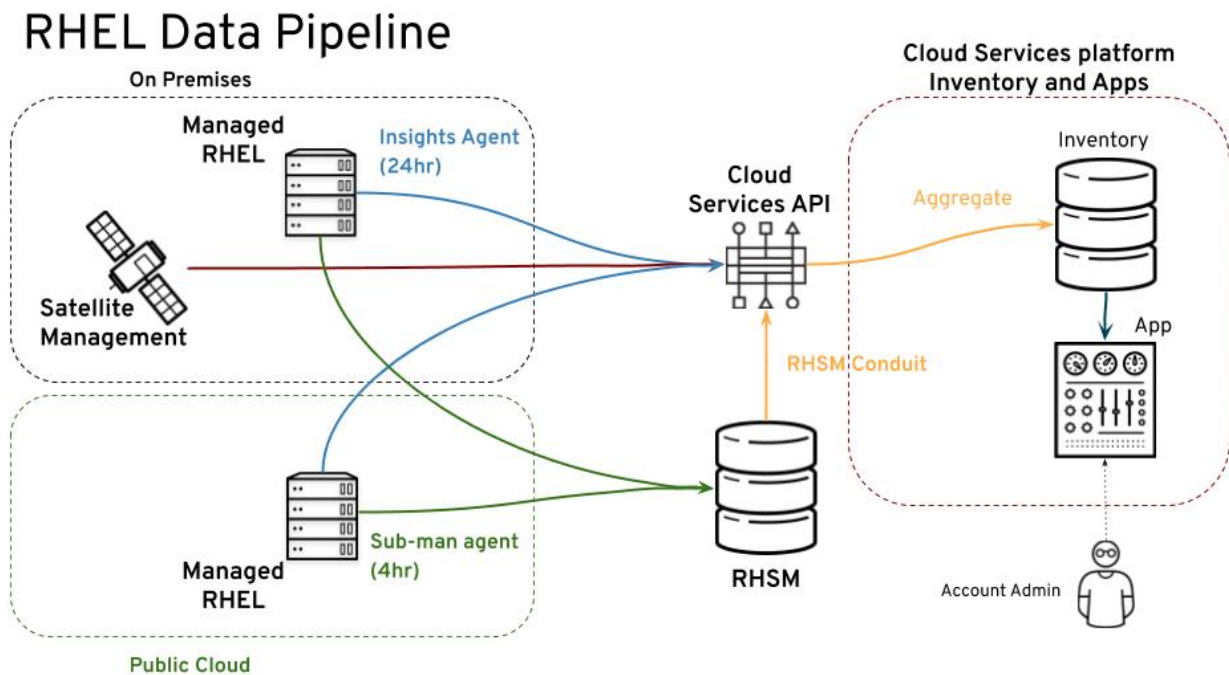 RHEL Data Pipeline
On Premises
Managed
RHEL
Insights Agent
(24hr)
Satellite
Management
Cloud
Services API
Cloud Services platform
Inventory and Apps
Inventory
Aggregate
App
RHSM Conduit
Managed
RHEL
Sub-man agent
(4hr)
RHSM
Account Admin
Public Cloud